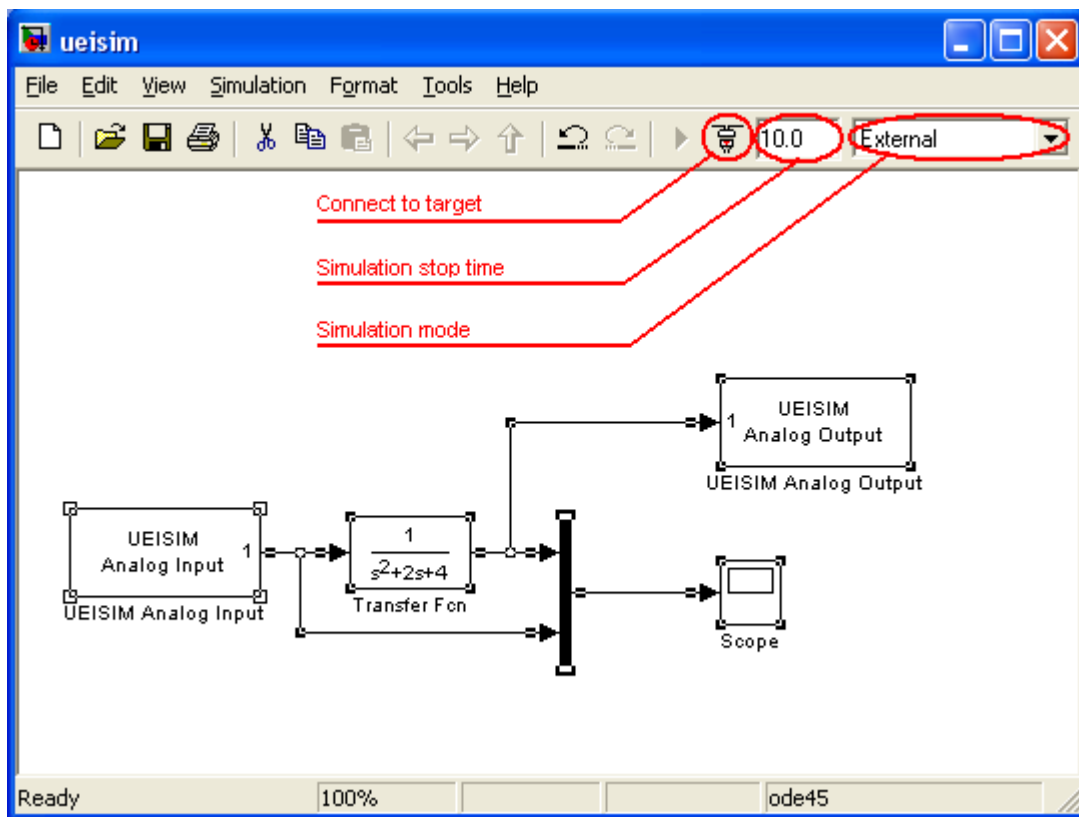 ueisim
File Edit View Simulation Format Tools Help
10.0 External
Connect to target
Simulation stop time
Simulation mode
UEISIM
1 Analog Output
UEISIM Analog Output
UEISIM
Analog Input 1
UEISIM Analog Input
1
s²+2s+4
Transfer Fcn
Scope
Ready 100% ode45